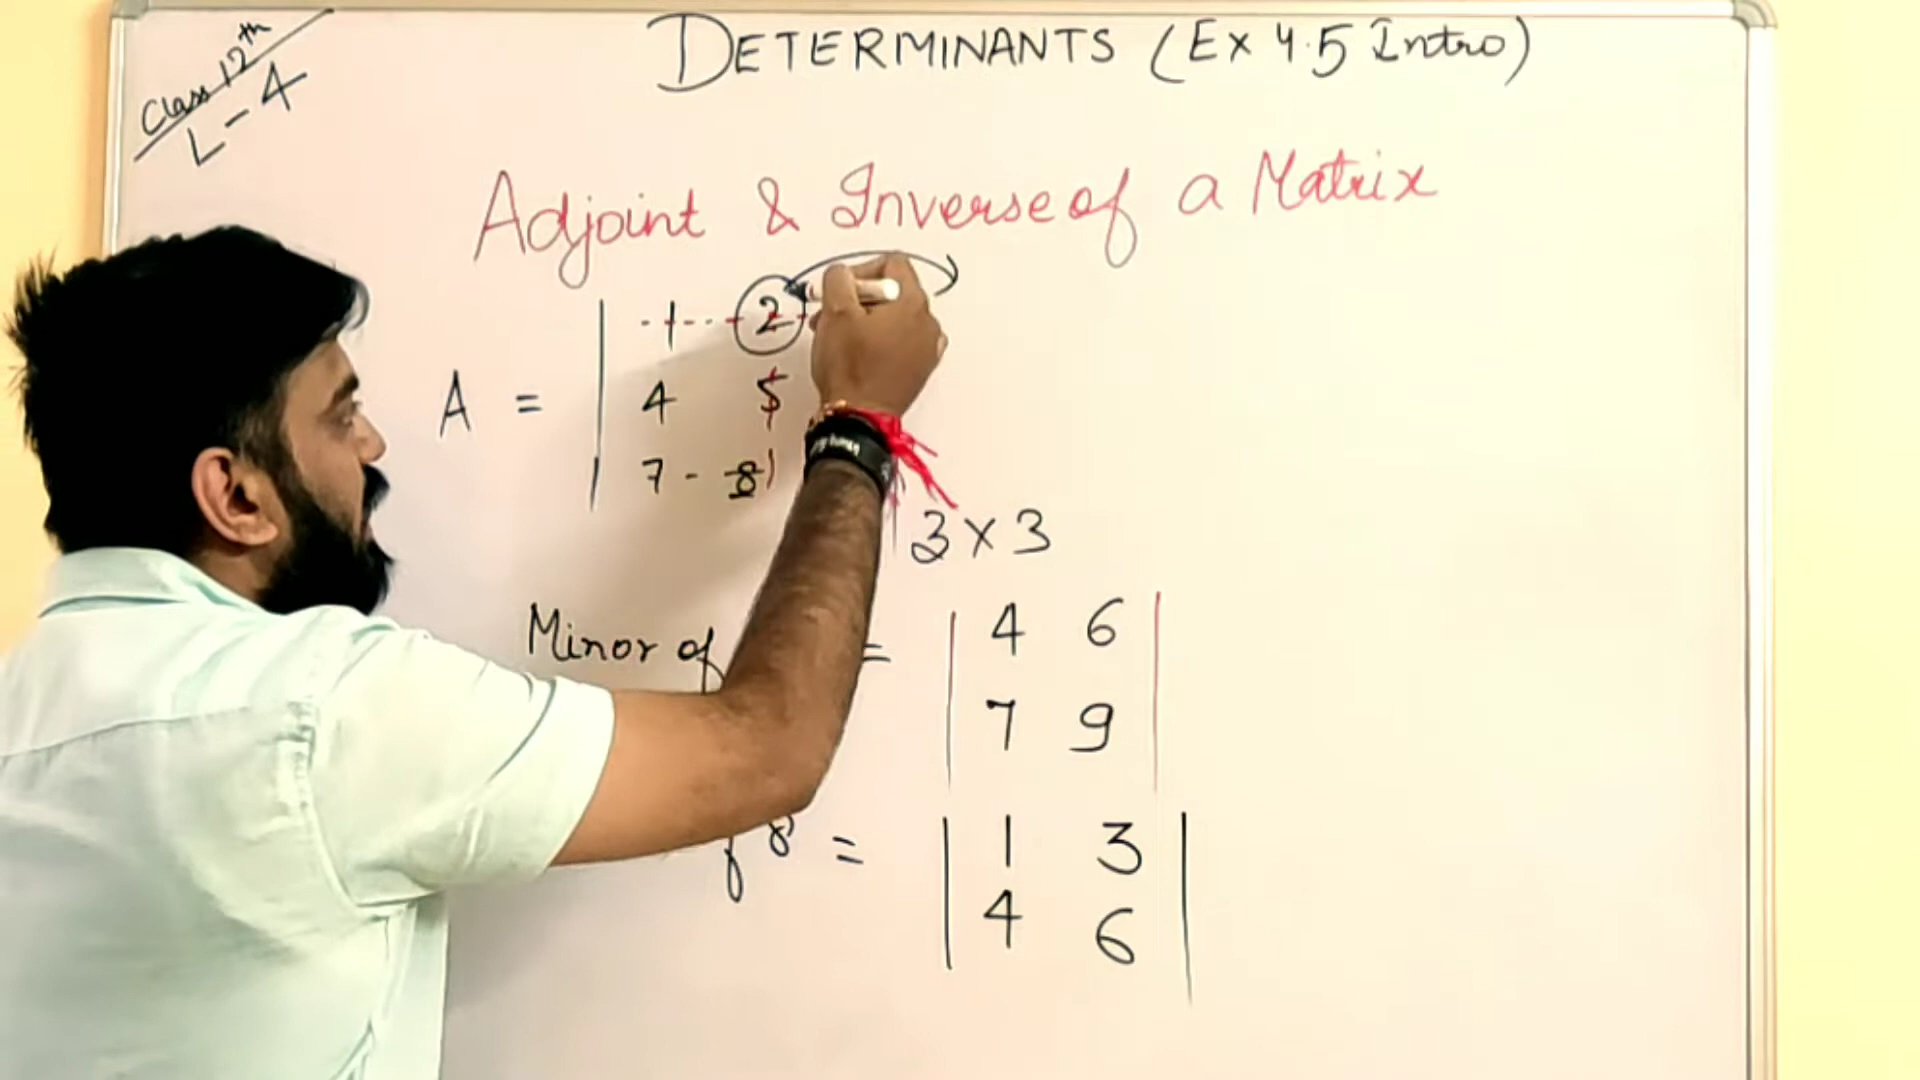 Class 12th
L-4
DETERMINANTS (Ex 4.5 Intro)
Adjoint & Inverse of a Matrix
1 2
A = 4 5
7 8
3 x 3
Minor of = 4 6
7 9
f 8 = 1 3
4 6